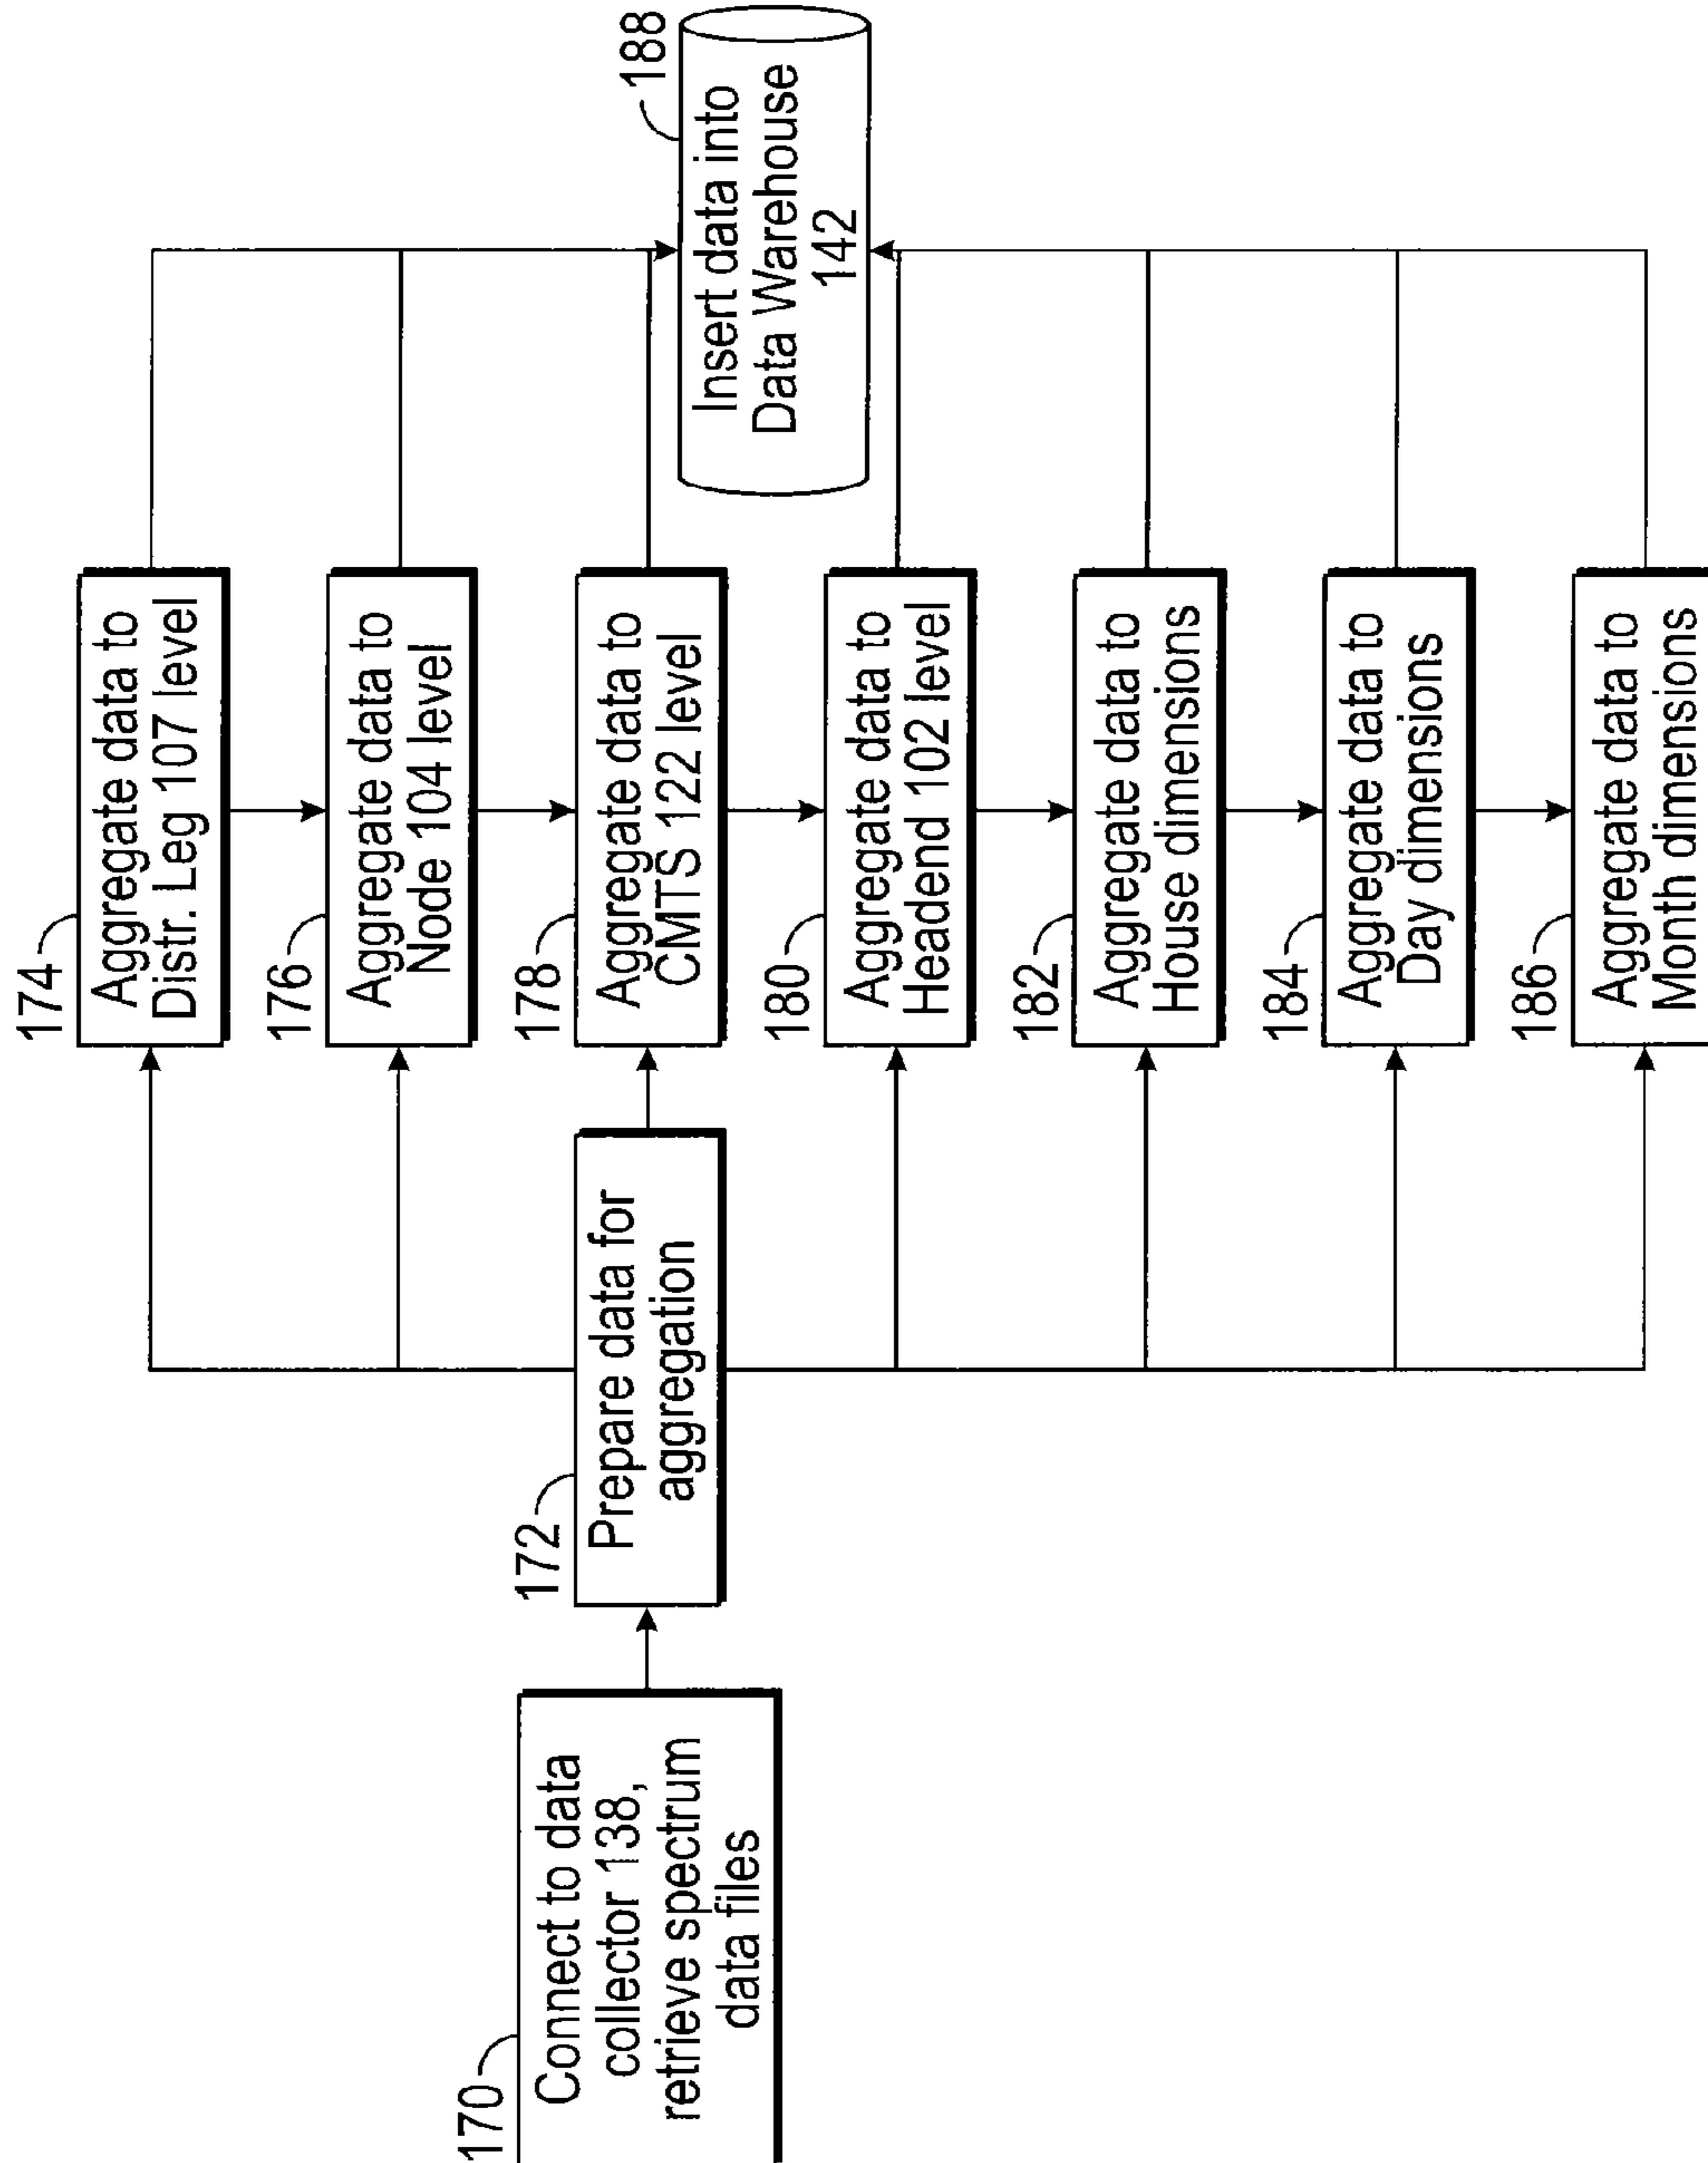 170
Connect to data
collector 138,
retrieve spectrum
data files
172
Prepare data for
aggregation
174
Aggregate data to
Distr. Leg 107 level
176
Aggregate data to
Node 104 level
178
Aggregate data to
CMTS 122 level
180
Aggregate data to
Headend 102 level
182
Aggregate data to
House dimensions
184
Aggregate data to
Day dimensions
186
Aggregate data to
Month dimensions
188
Insert data into
Data Warehouse
142